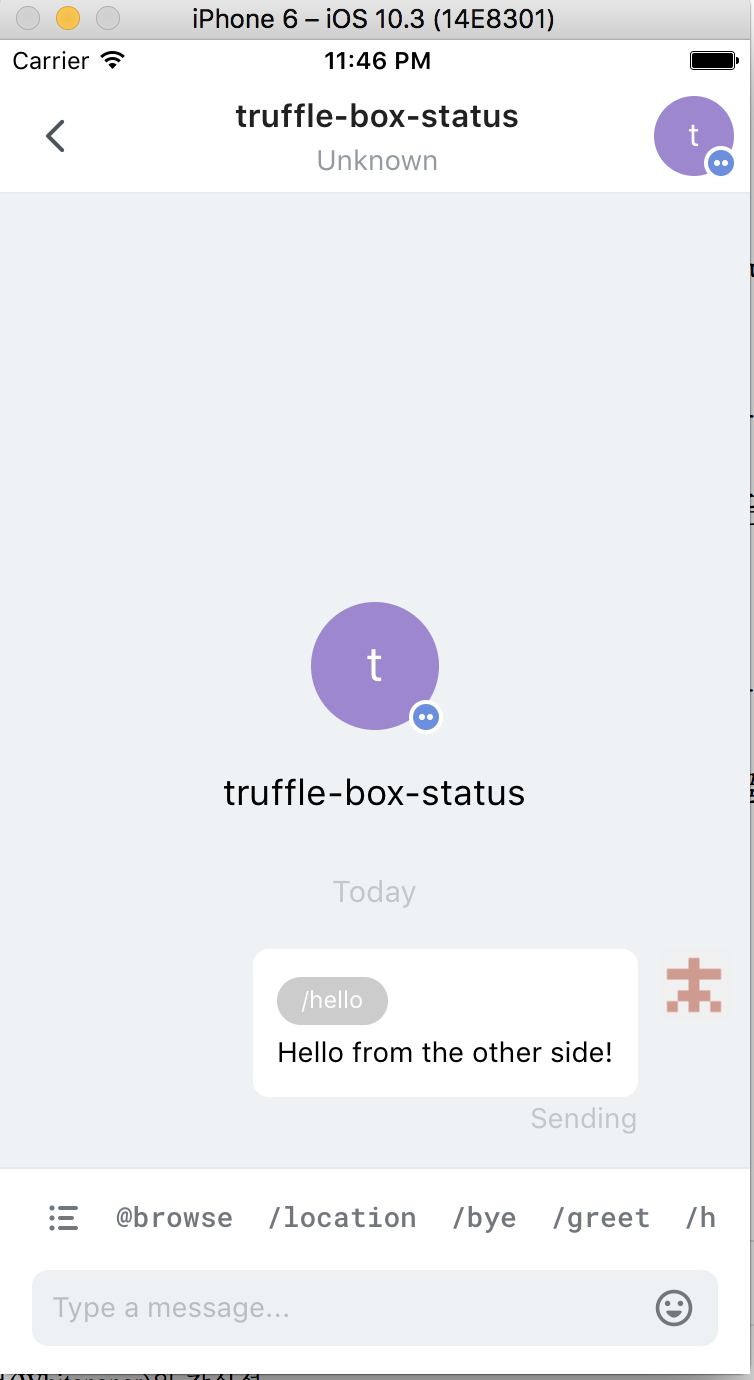 iPhone 6 – iOS 10.3 (14E8301)
Carrier 11:46 PM
truffle-box-status
Unknown
t
t
truffle-box-status
Today
/hello
Hello from the other side!
Sending
@browse /location /bye /greet /h
Type a message...